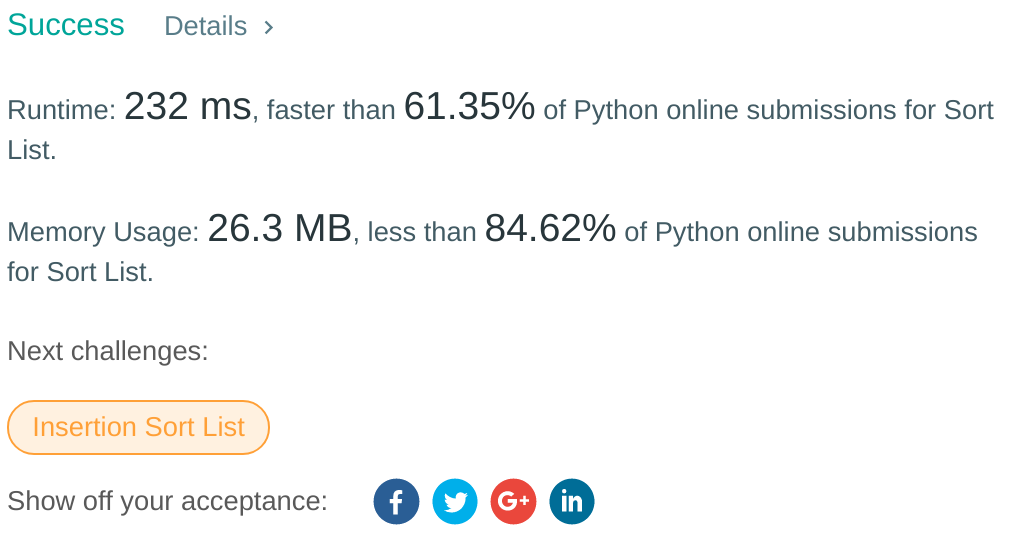 Success Details >
Runtime: 232 ms, faster than 61.35% of Python online submissions for Sort
List.
Memory Usage: 26.3 MB, less than 84.62% of Python online submissions
for Sort List.
Next challenges:
Insertion Sort List
Show off your acceptance: f G+ in